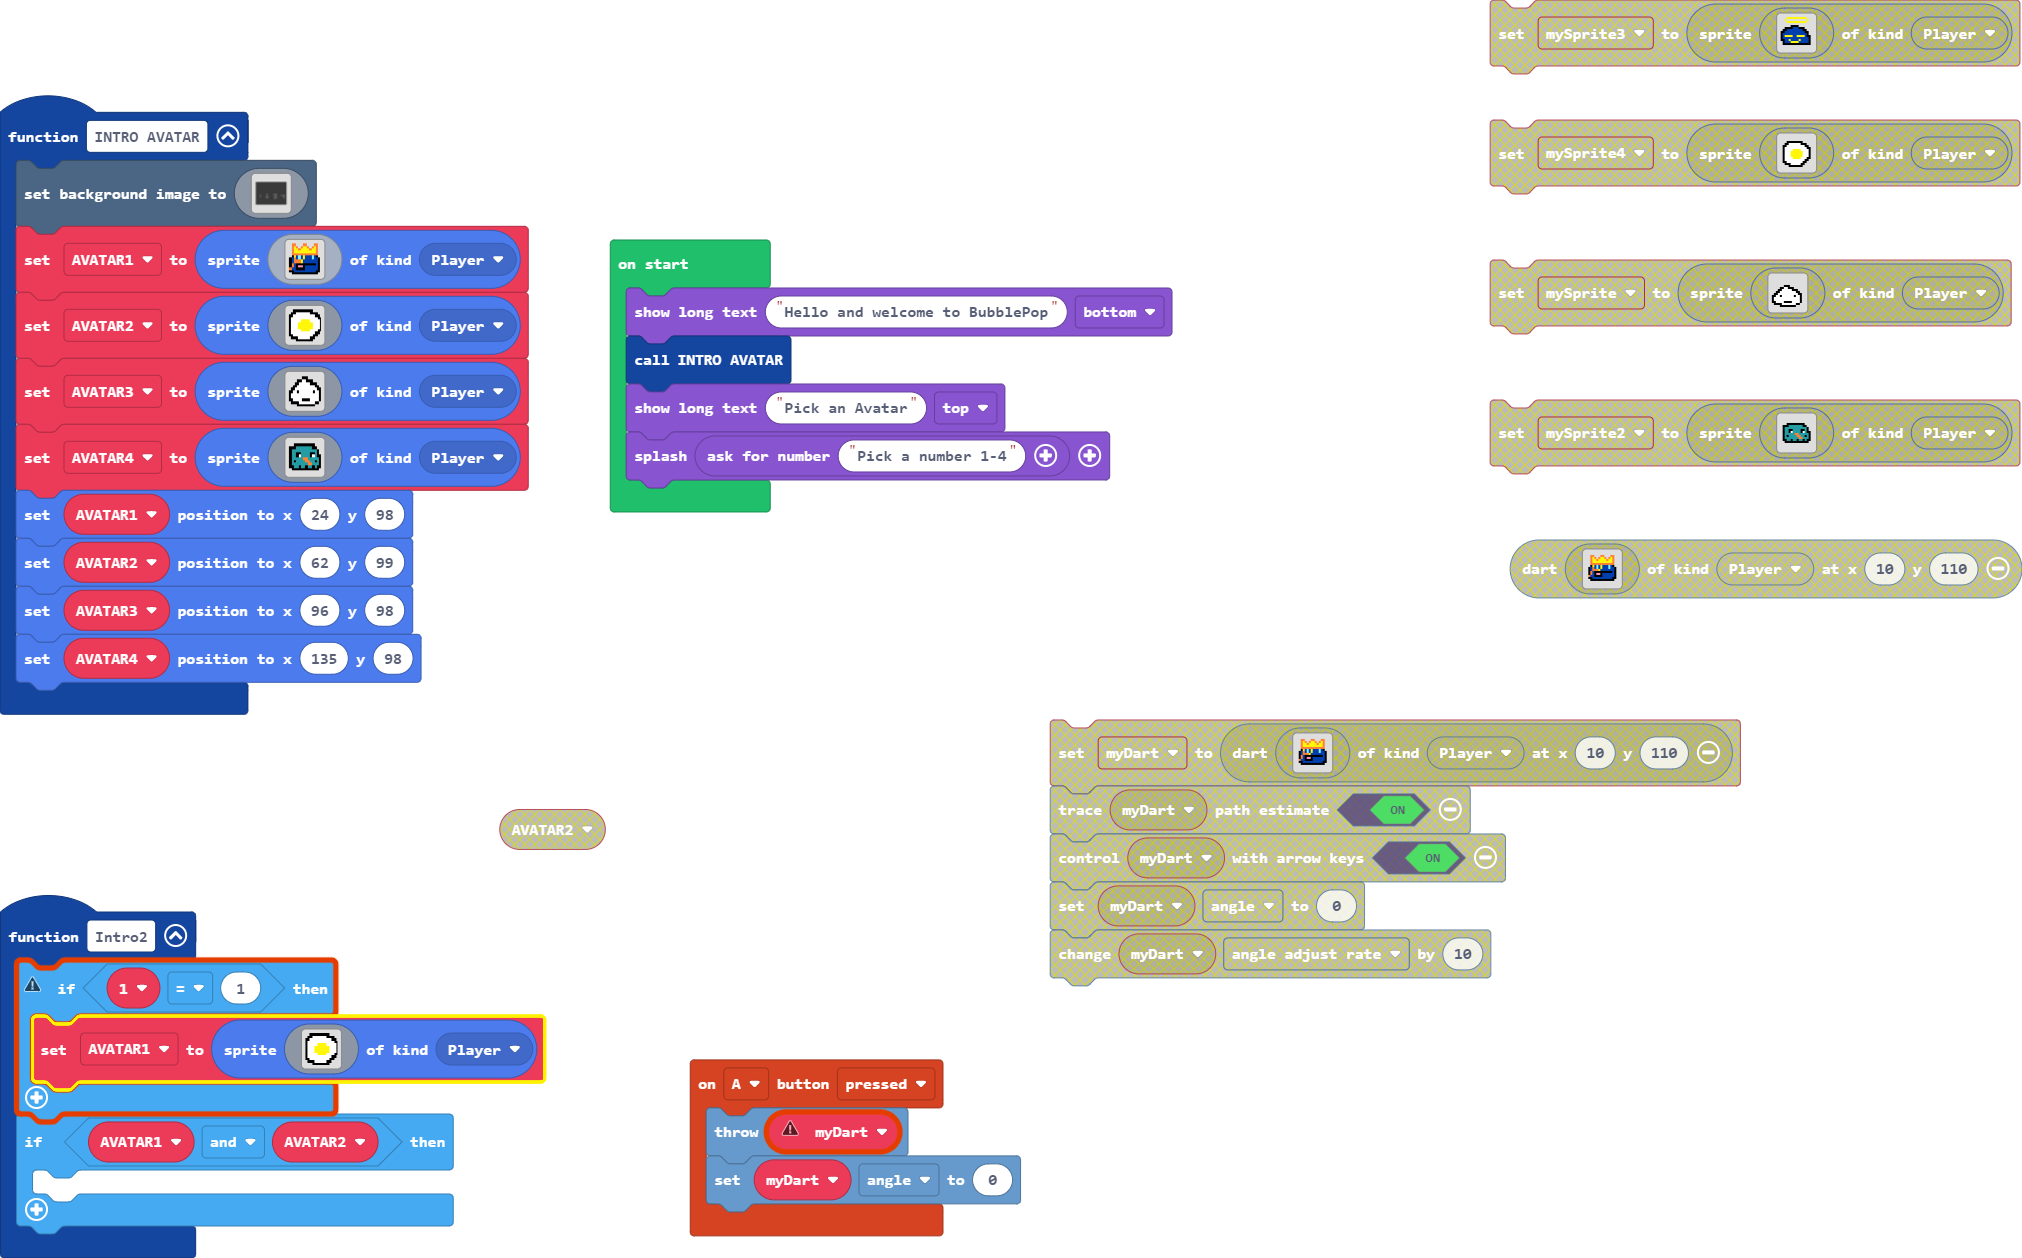 function INTRO AVATAR
set background image to
set AVATAR1 to sprite of kind Player
set AVATAR2 to sprite of kind Player
set AVATAR3 to sprite of kind Player
set AVATAR4 to sprite of kind Player
set AVATAR1 position to x 24 y 98
set AVATAR2 position to x 62 y 99
set AVATAR3 position to x 96 y 98
set AVATAR4 position to x 135 y 98
on start
show long text "Hello and welcome to BubblePop" bottom
call INTRO AVATAR
show long text "Pick an Avatar" top
splash ask for number "Pick a number 1-4"
set mySprite3 to sprite of kind Player
set mySprite4 to sprite of kind Player
set mySprite to sprite of kind Player
set mySprite2 to sprite of kind Player
dart of kind Player at x 10 y 110
set myDart to dart of kind Player at x 10 y 110
trace myDart path estimate ON
control myDart with arrow keys ON
set myDart angle to 0
change myDart angle adjust rate by 10
AVATAR2
function Intro2
if 1 = 1 then
set AVATAR1 to sprite of kind Player
if AVATAR1 and AVATAR2 then
on A button pressed
throw myDart
set myDart angle to 0